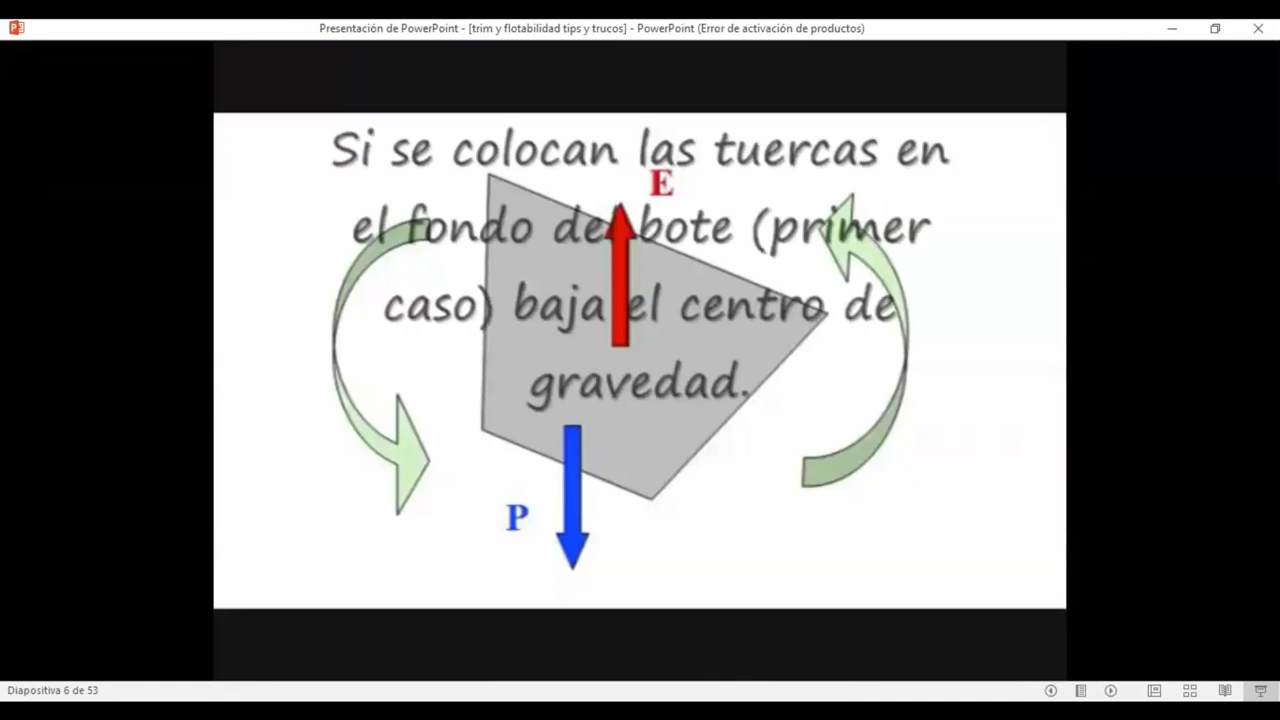 Presentación de PowerPoint - [trim y flotabilidad tips y trucos] - PowerPoint (Error de activación de productos)
Si se colocan las tuercas en
E
el fondo del bote (primer
caso) baja el centro de
gravedad.
P
Diapositiva 6 de 53